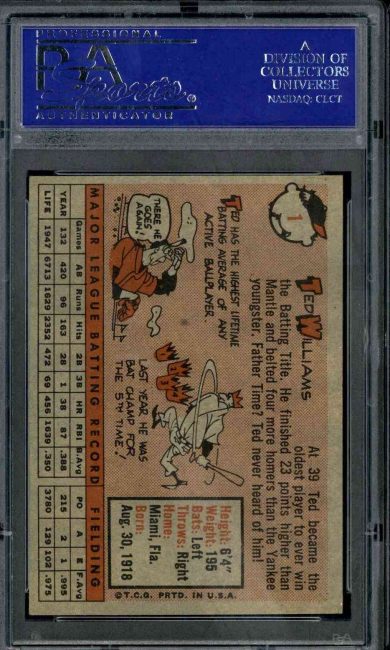 PROFESSIONAL
PSA
Sports
®
AUTHENTICATOR
A
DIVISION OF
COLLECTORS
UNIVERSE
NASDAQ: CLCT
1
TED WILLIAMS
At 39 Ted became the
oldest player to ever win
the Batting Title. He finished 23 points higher than
Mantle and belted four more homers than the Yankee
youngster. Father Time? Ted never heard of him!
TED HAS THE HIGHEST LIFETIME
BATTING AVERAGE OF ANY
ACTIVE BALLPLAYER
THERE HE
GOES
AGAIN!
LAST YEAR HE WAS
BAT CHAMP FOR
THE 5TH TIME!
Height: 6'4"
Weight: 195
Bats: Left
Throws: Right
Home:
Miami, Fla.
Born:
Aug. 30, 1918
©T.C.G. PRTD. IN U.S.A.
MAJOR LEAGUE BATTING RECORD FIELDING
Games AB Runs Hits 2B 3B HR RBI B.Avg PO A E F.Avg
YEAR 132 420 96 163 28 1 38 87 .388 215 2 1 .995
LIFE 1947 6713 1629 2352 472 69 456 1639 .350 3780 129 102 .975